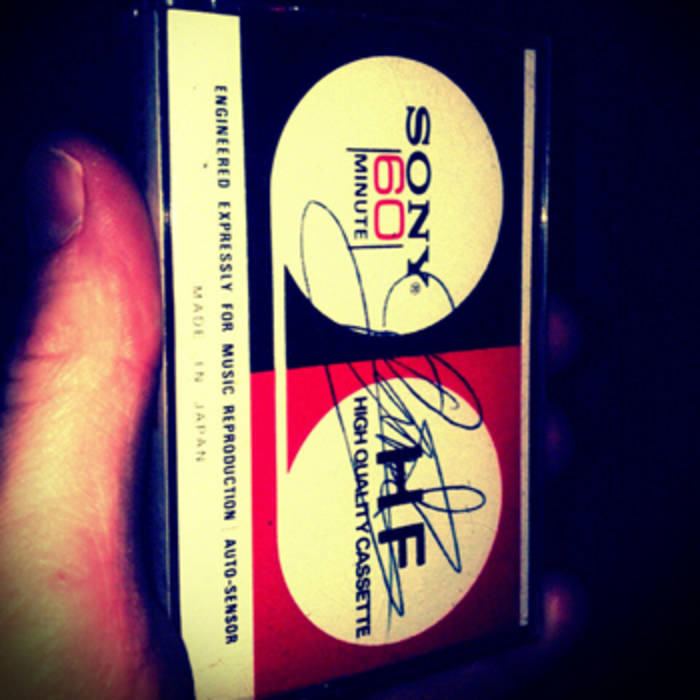 SONY®
60
MINUTE
HF
HIGH QUALITY CASSETTE
ENGINEERED EXPRESSLY FOR MUSIC REPRODUCTION AUTO-SENSOR
MADE IN JAPAN